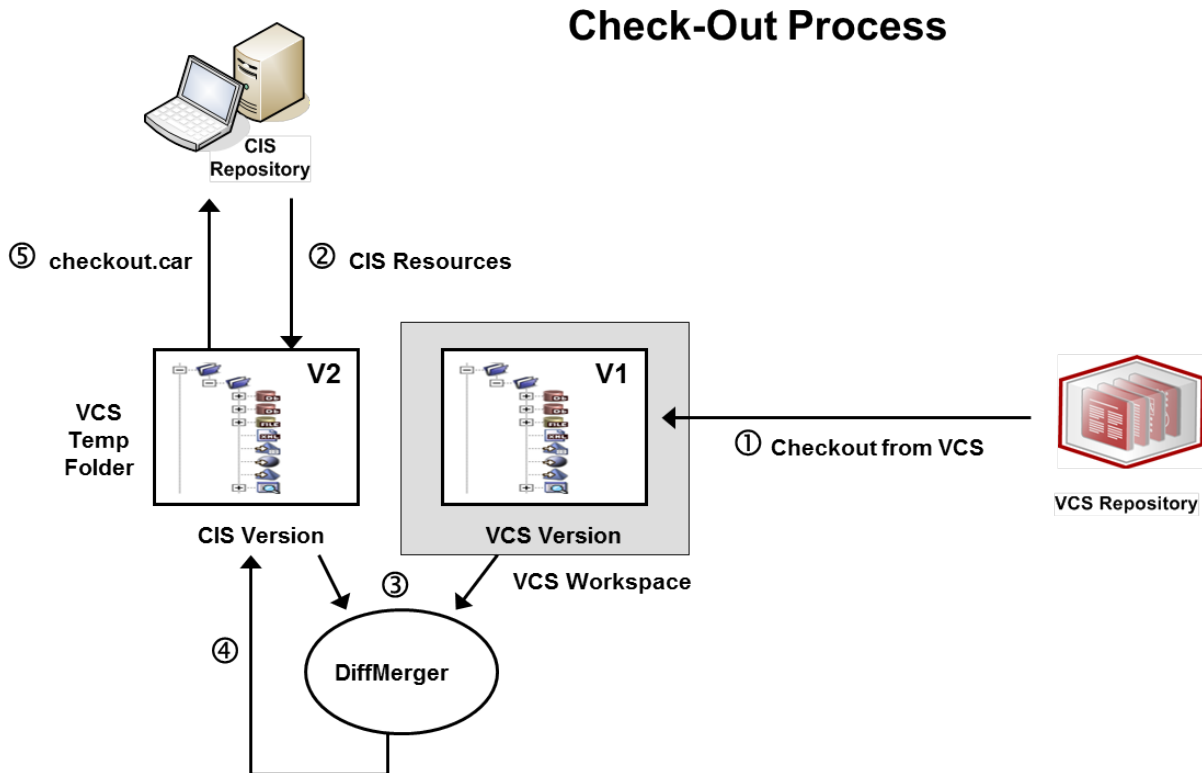 Check-Out Process
CIS
Repository
⑤ checkout.car
② CIS Resources
V2
V1
VCS
Temp
Folder
① Checkout from VCS
VCS Repository
CIS Version
VCS Version
③
VCS Workspace
④
DiffMerger